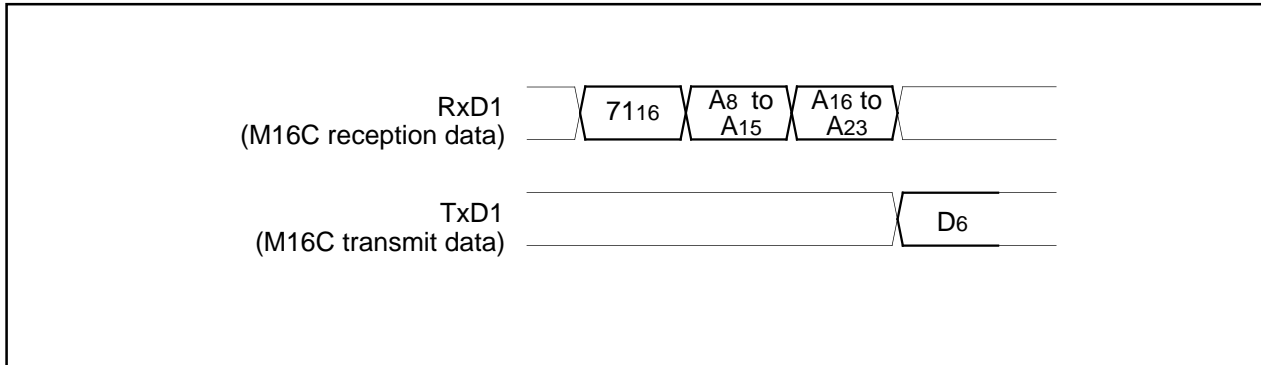 RxD1
(M16C reception data)
7116
A8 to
A15
A16 to
A23
TxD1
(M16C transmit data)
D6